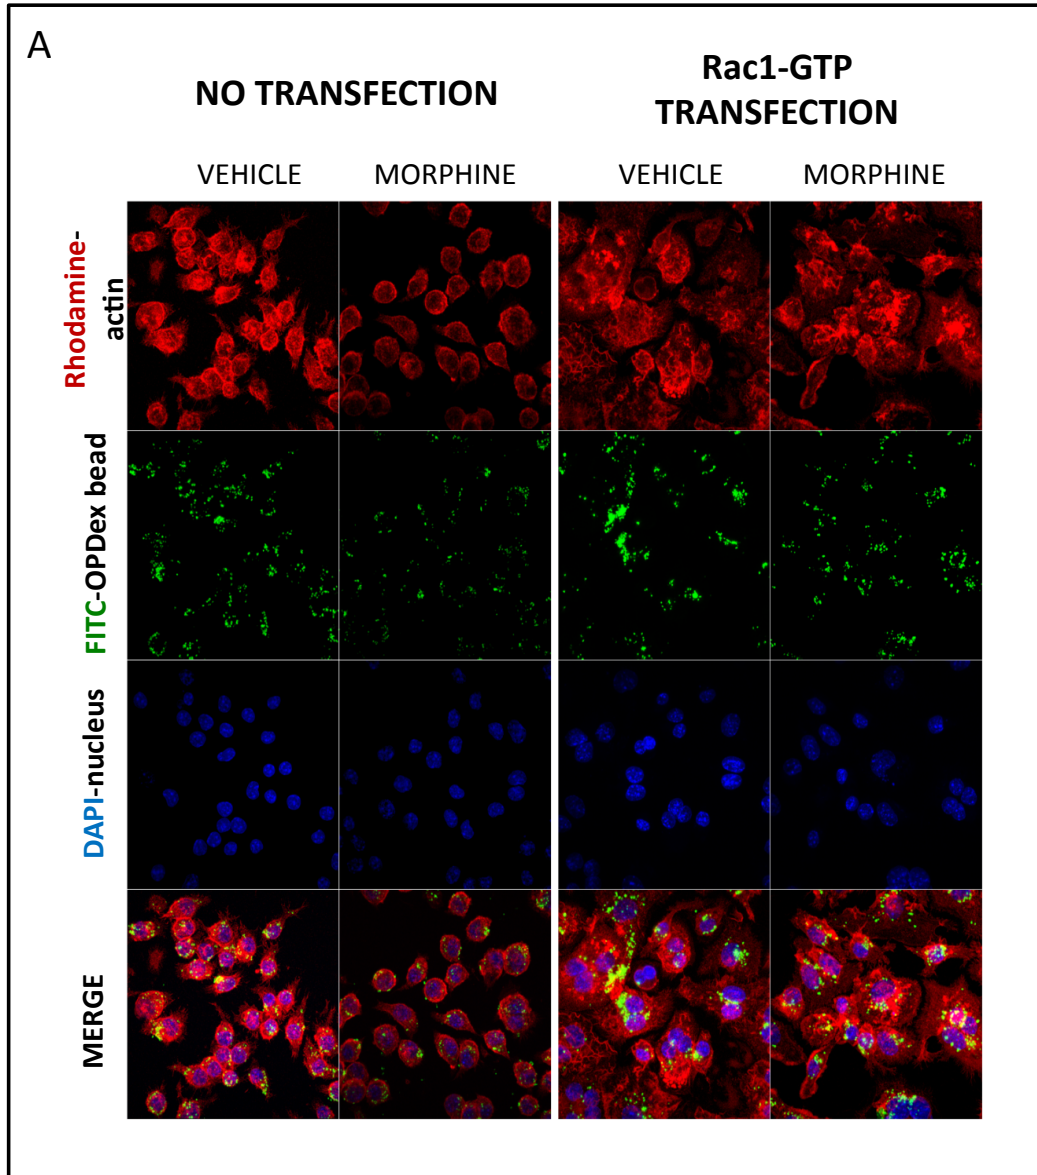 A
NO TRANSFECTION
Rac1-GTP
TRANSFECTION
VEHICLE
MORPHINE
VEHICLE
MORPHINE
Rhodamine-
actin
FITC-OPDex bead
DAPI-nucleus
MERGE